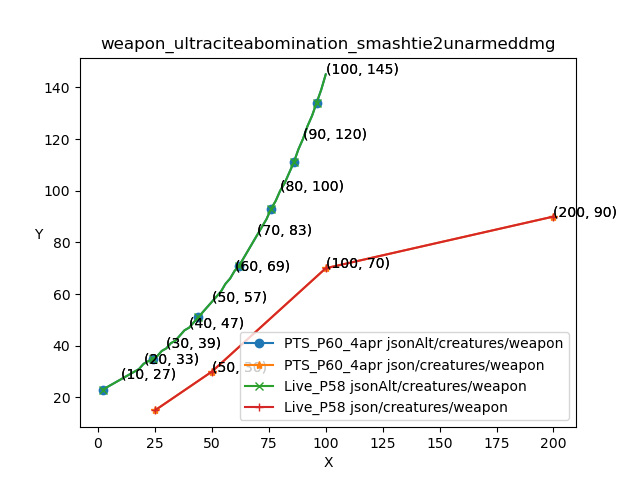 weapon_ultraciteabomination_smashtie2unarmeddmg
(100, 145)
140
(90, 120)
120
(80, 100)
100
(200, 90)
(70, 83)
80
Y
(60, 69)
(100, 70)
60
(50, 57)
(40, 47)
40
(30, 39)
(20, 33)
(10, 27)
(50, 30)
20
PTS_P60_4apr jsonAlt/creatures/weapon
PTS_P60_4apr json/creatures/weapon
Live_P58 jsonAlt/creatures/weapon
Live_P58 json/creatures/weapon
0 25 50 75 100 125 150 175 200
X